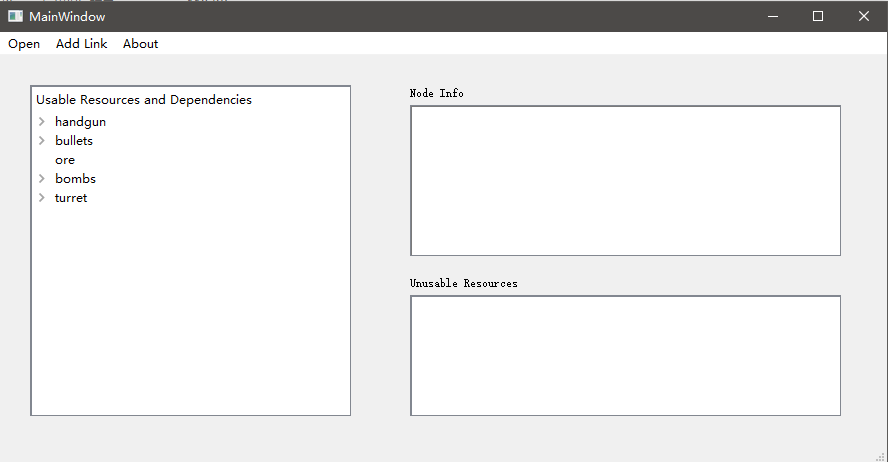 MainWindow
Open Add Link About
Usable Resources and Dependencies
handgun
bullets
ore
bombs
turret
Node Info
Unusable Resources